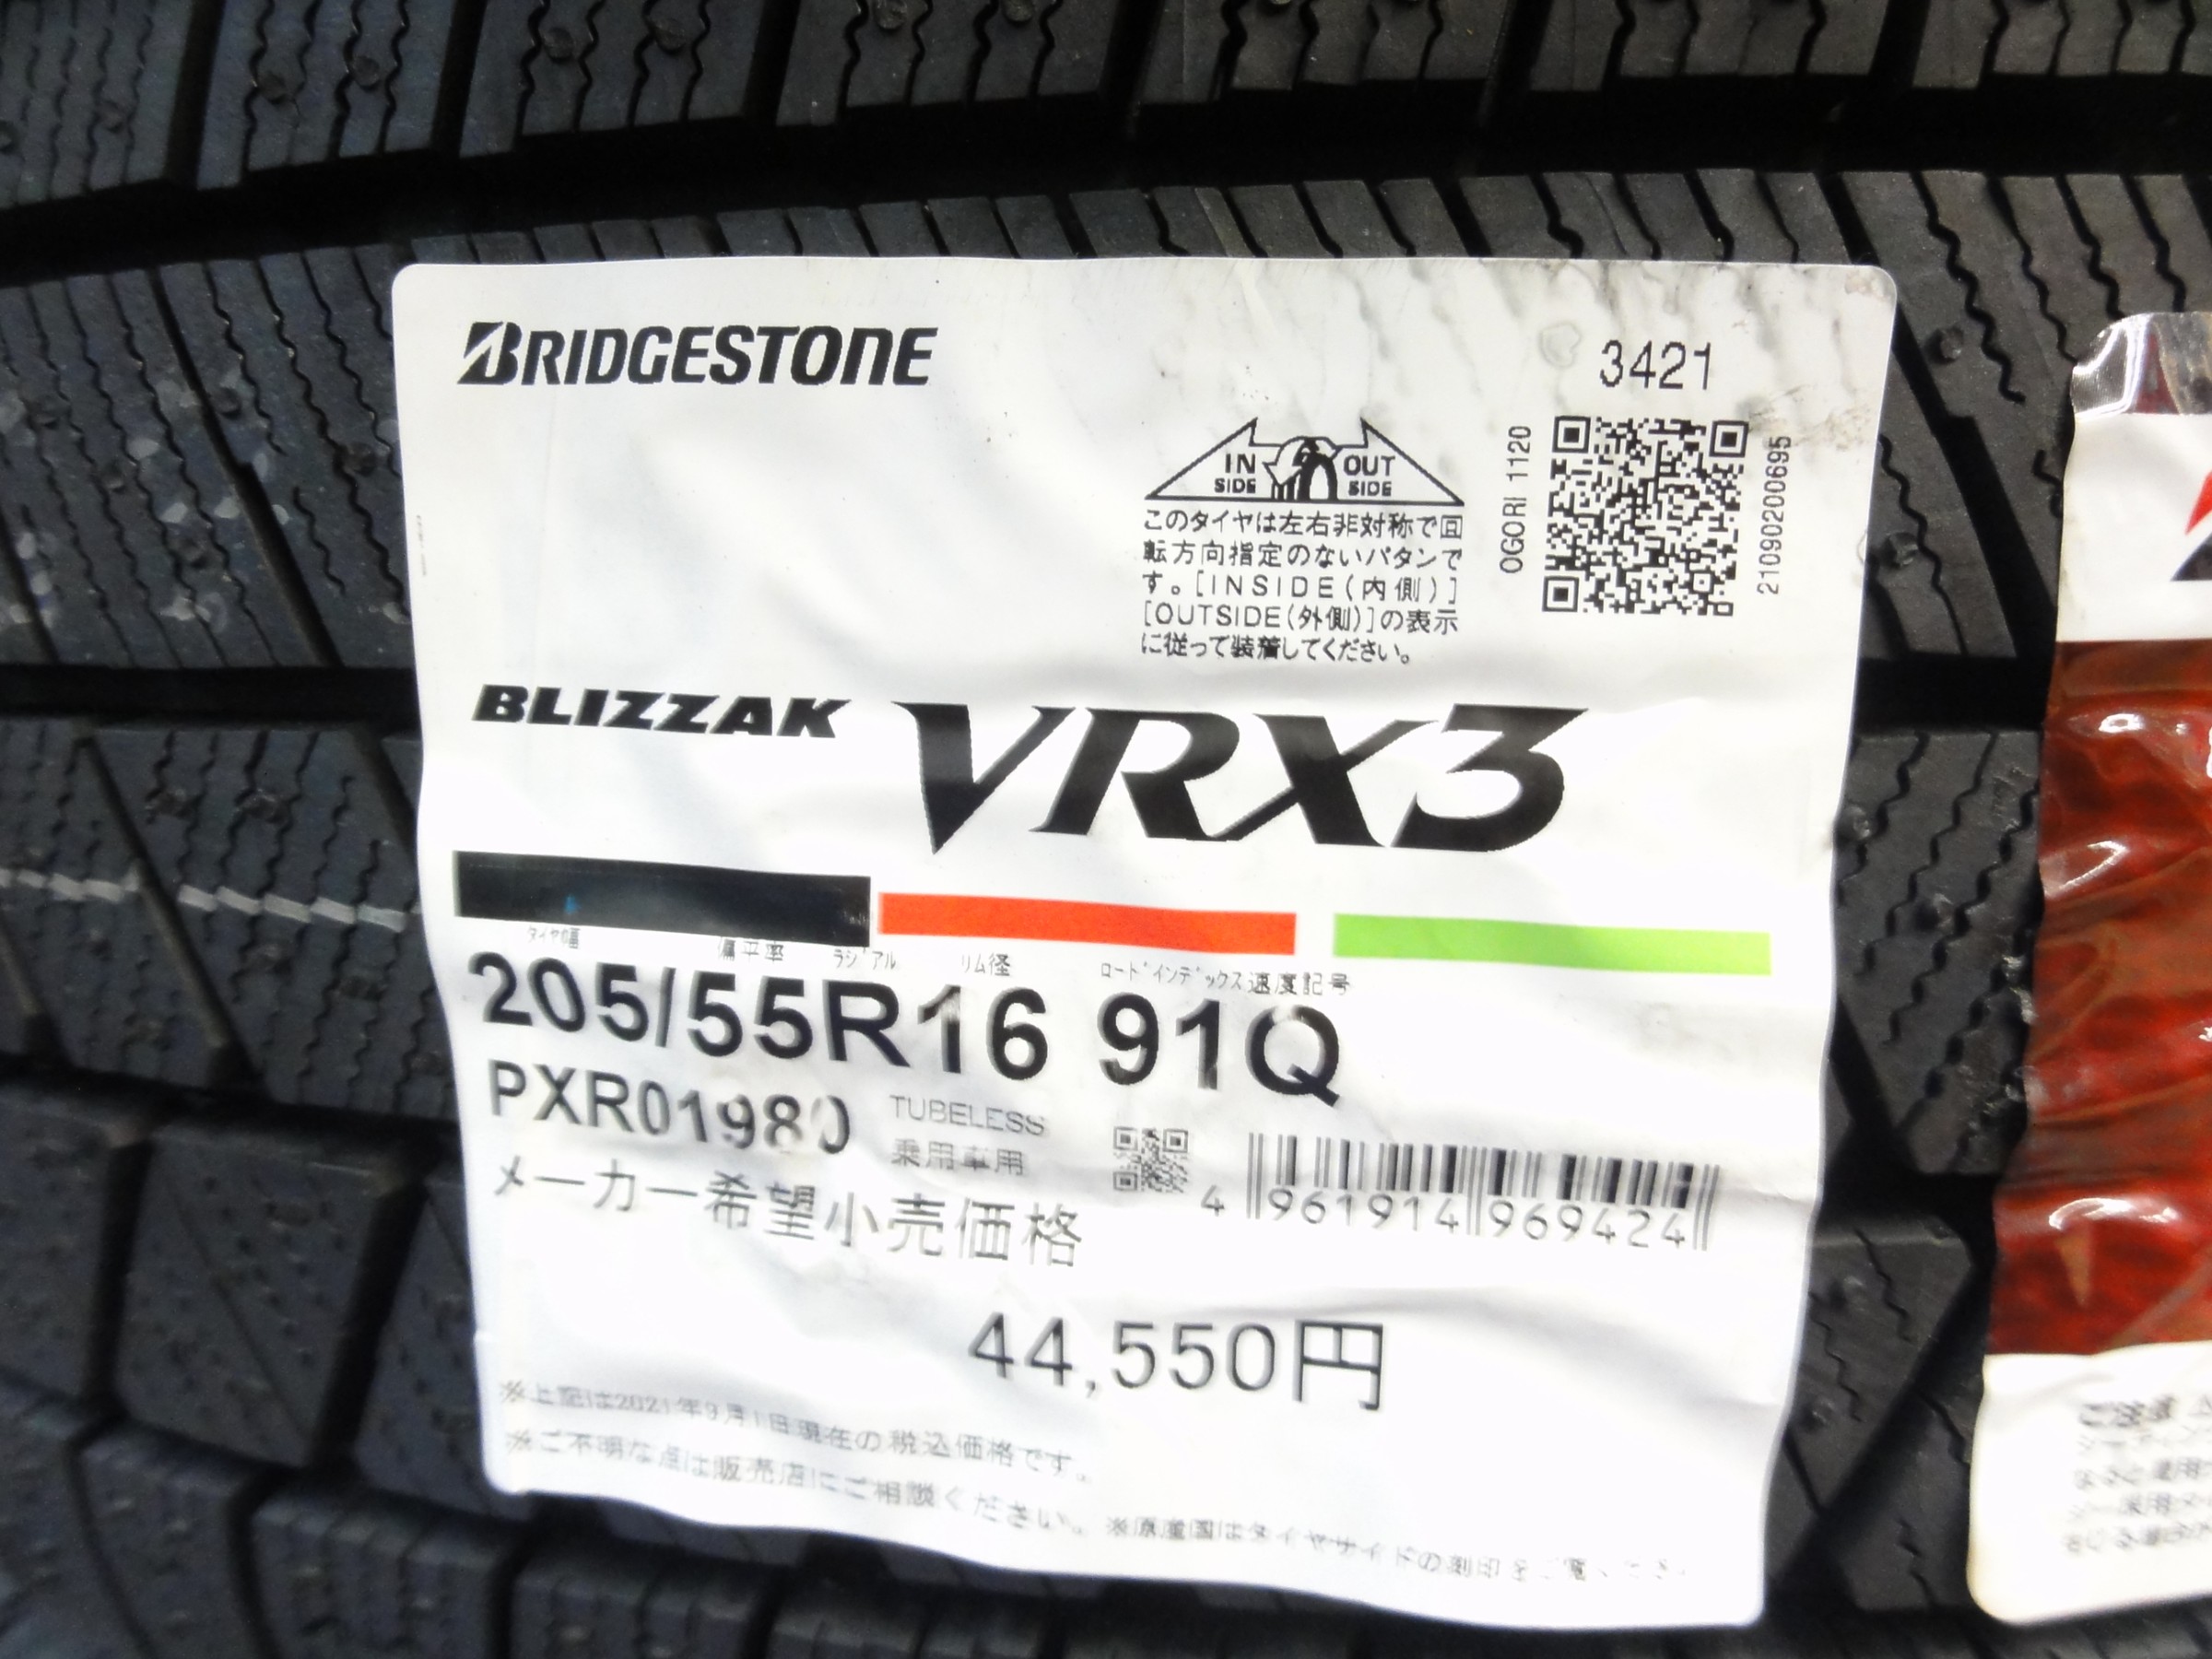 BRIDGESTONE
3421
IN SIDE
OUT SIDE
OGORI 1120
210902000695
このタイヤは左右非対称で回
転方向指定のないパタンで
す。[INSIDE(内側)]
[OUTSIDE(外側)]の表示
に従って装着してください。
BLIZZAK VRX3
タイヤ幅 偏平率 ラジアル リム径 ロードインデックス 速度記号
205/55R16 91Q
PXR01980
TUBELESS
乗用車用
4 961914 969424
メーカー希望小売価格
44,550円
※上記は2021年9月1日現在の税込価格です。
※ご不明な点は販売店にご相談ください。